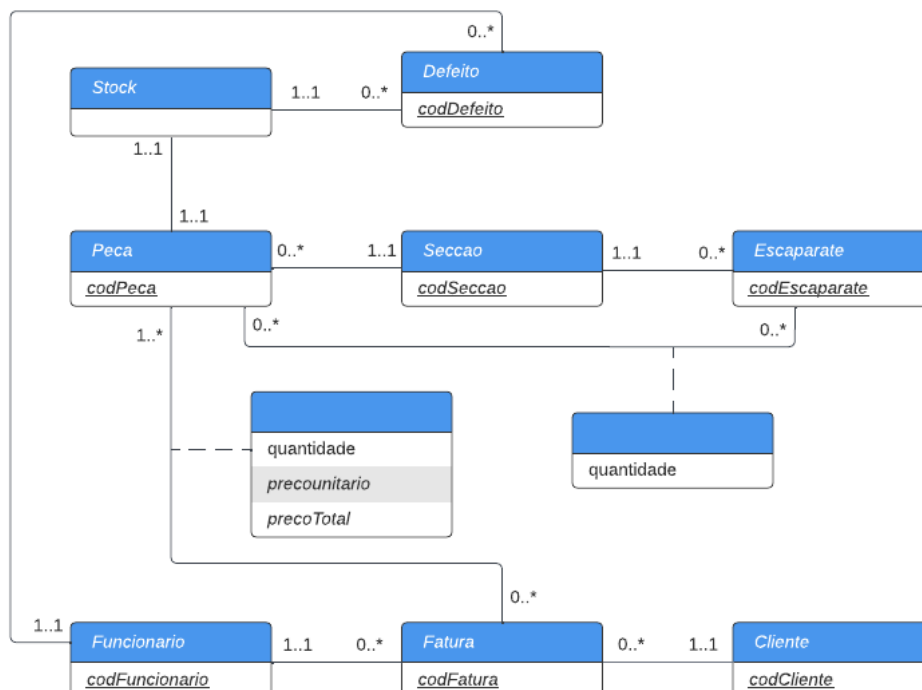 0..*
Defeito
Stock
1..1
0..*
codDefeito
1..1
1..1
Peca
0..*
1..1
Seccao
1..1
0..*
Escaparate
codPeca
codSeccao
codEscaparate
1..*
0..*
0..*
quantidade
precounitario
precoTotal
quantidade
0..*
1..1
Funcionario
1..1
0..*
Fatura
0..*
1..1
Cliente
codFuncionario
codFatura
codCliente